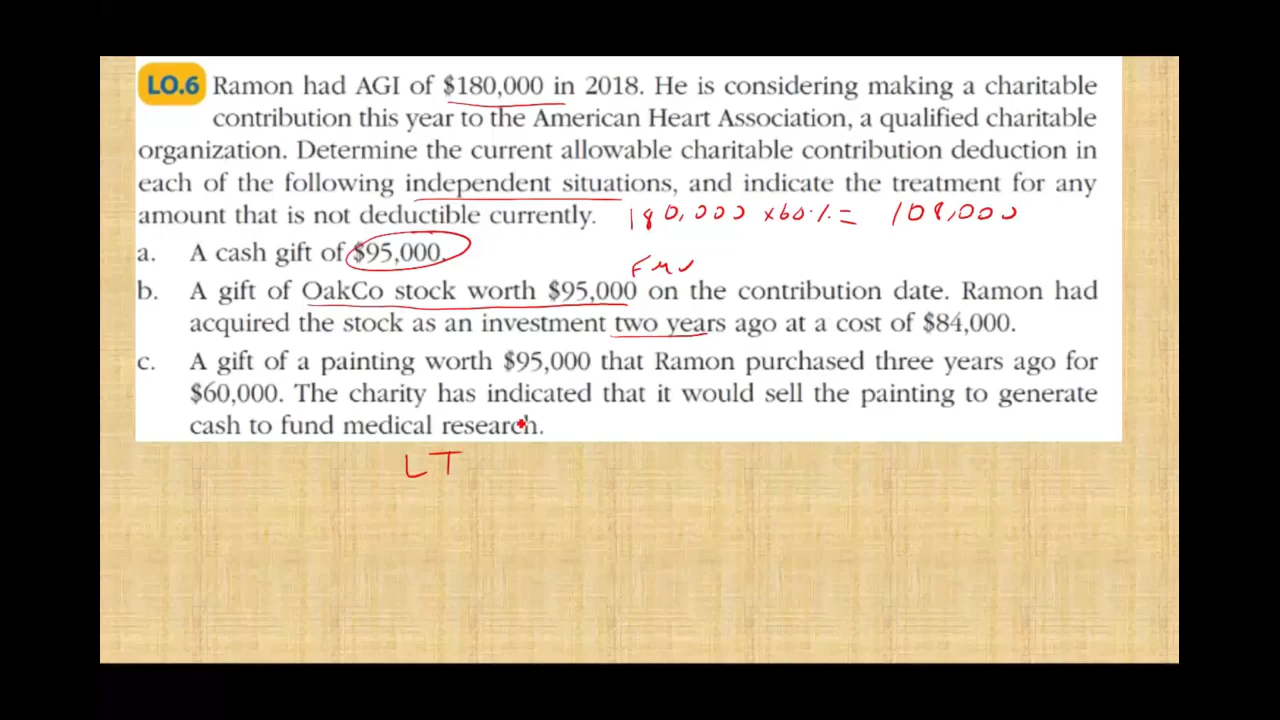 LO.6 Ramon had AGI of $180,000 in 2018. He is considering making a charitable
contribution this year to the American Heart Association, a qualified charitable
organization. Determine the current allowable charitable contribution deduction in
each of the following independent situations, and indicate the treatment for any
amount that is not deductible currently. 180,000 x60% = 108,000
a. A cash gift of $95,000.
FMV
b. A gift of OakCo stock worth $95,000 on the contribution date. Ramon had
acquired the stock as an investment two years ago at a cost of $84,000.
c. A gift of a painting worth $95,000 that Ramon purchased three years ago for
$60,000. The charity has indicated that it would sell the painting to generate
cash to fund medical research.
LT